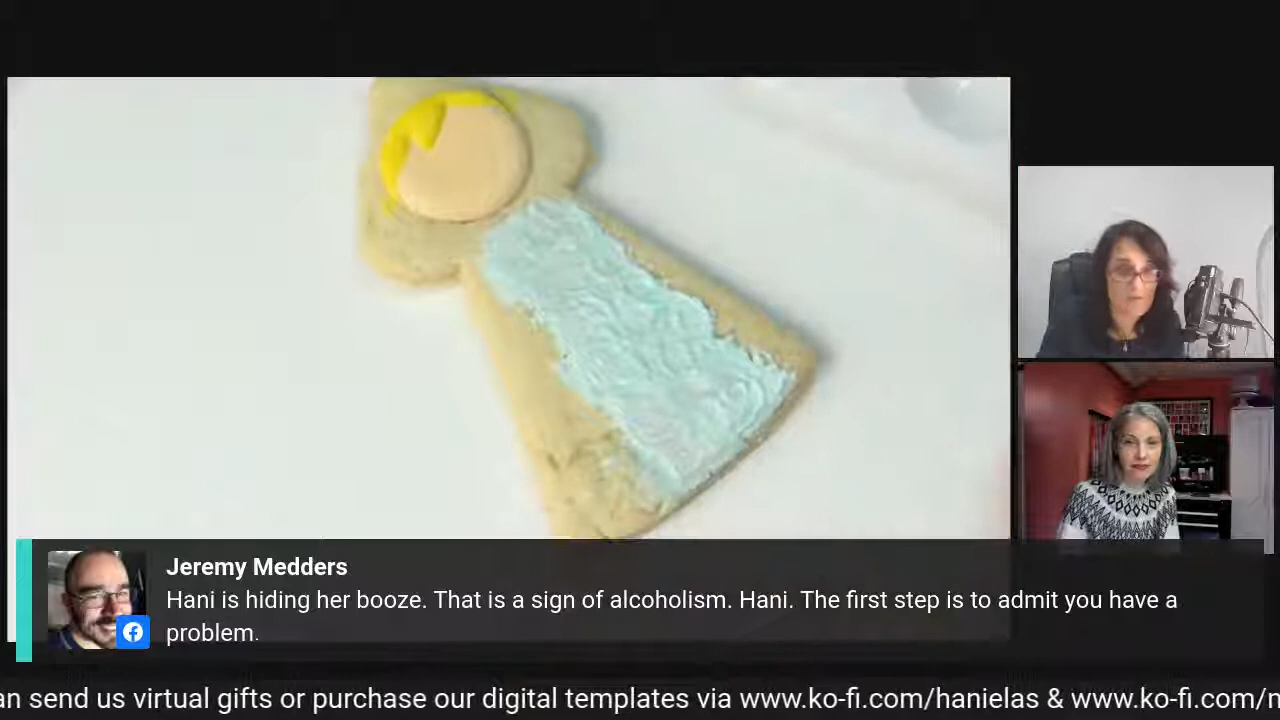 Jeremy Medders
Hani is hiding her booze. That is a sign of alcoholism. Hani. The first step is to admit you have a
problem.
send us virtual gifts or purchase our digital templates via www.ko-fi.com/hanielas & www.ko-fi.com/